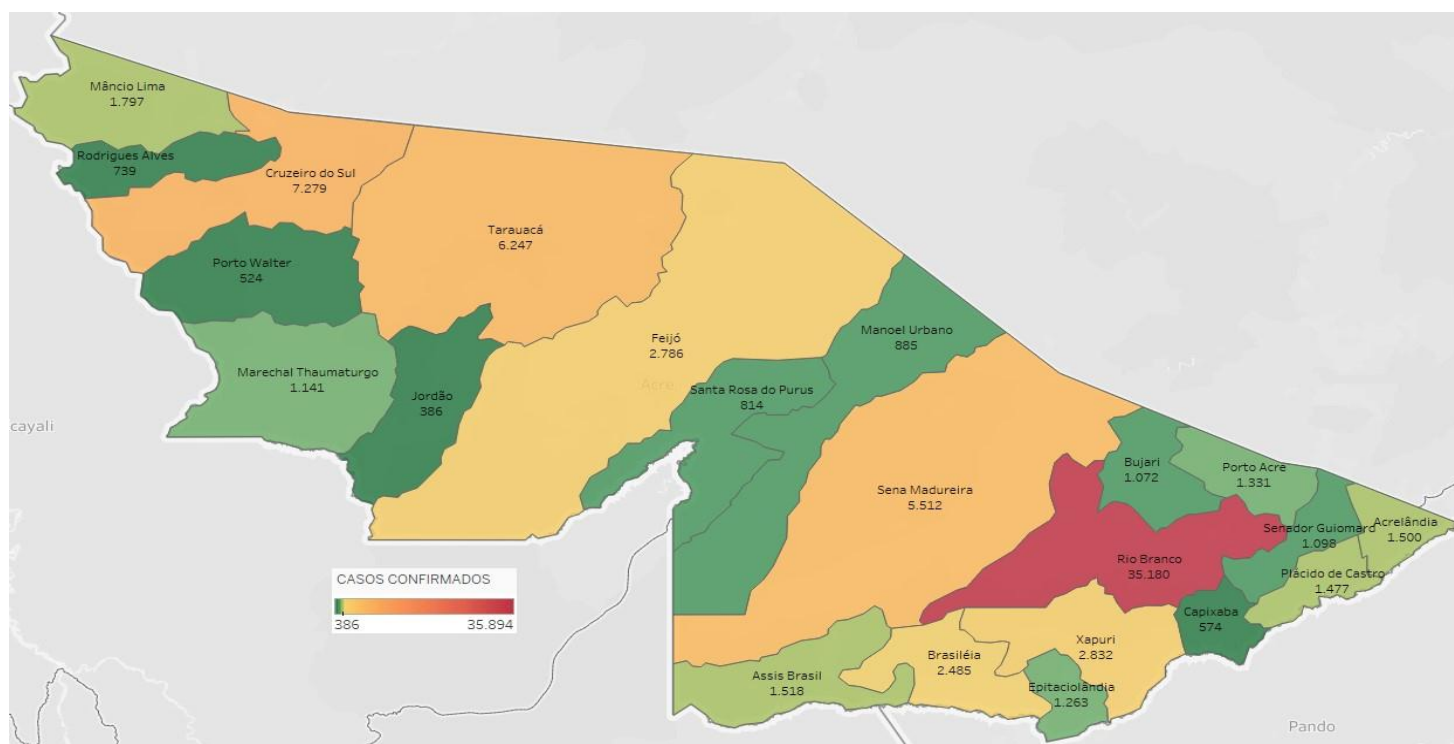 Mâncio Lima
1.797
Rodrigues Alves
739
Cruzeiro do Sul
7.279
Tarauacá
6.247
Porto Walter
524
Feijó
2.786
Manoel Urbano
885
Marechal Thaumaturgo
1.141
Jordão
386
Acre
Santa Rosa do Purus
814
cayali
Sena Madureira
5.512
Bujari
1.072
Porto Acre
1.331
Senador Guiomard
1.098
Acrelândia
1.500
Rio Branco
35.180
Plácido de Castro
1.477
CASOS CONFIRMADOS
386
35.894
Capixaba
574
Xapuri
2.832
Brasiléia
2.485
Assis Brasil
1.518
Epitaciolândia
1.263
Pando